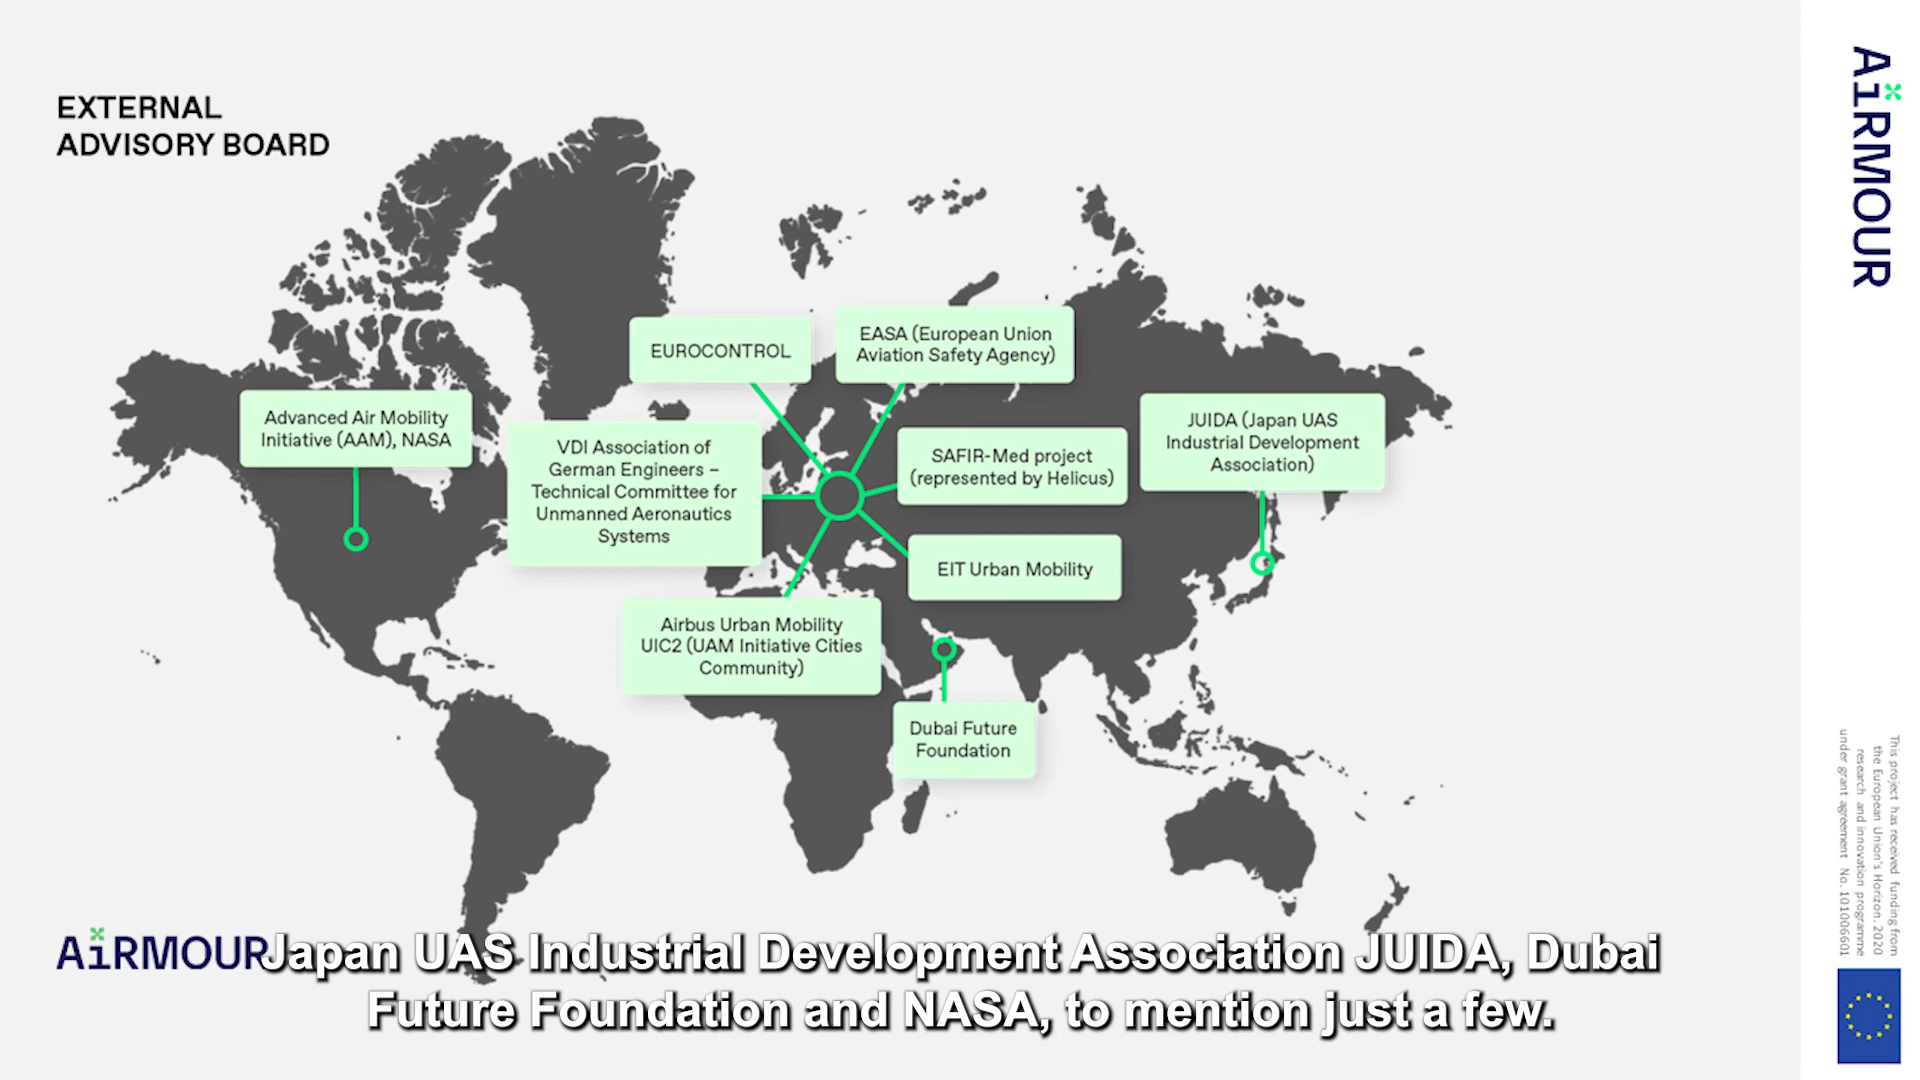 EXTERNAL
ADVISORY BOARD
EUROCONTROL
EASA (European Union
Aviation Safety Agency)
Advanced Air Mobility
Initiative (AAM), NASA
VDI Association of
German Engineers –
Technical Committee for
Unmanned Aeronautics
Systems
SAFIR-Med project
(represented by Helicus)
JUIDA (Japan UAS
Industrial Development
Association)
EIT Urban Mobility
Airbus Urban Mobility
UIC2 (UAM Initiative Cities
Community)
Dubai Future
Foundation
AiRMOUR
Japan UAS Industrial Development Association JUIDA, Dubai
Future Foundation and NASA, to mention just a few.
AiRMOUR
This project has received funding from
the European Union's Horizon 2020
research and innovation programme
under grant agreement No. 101006601